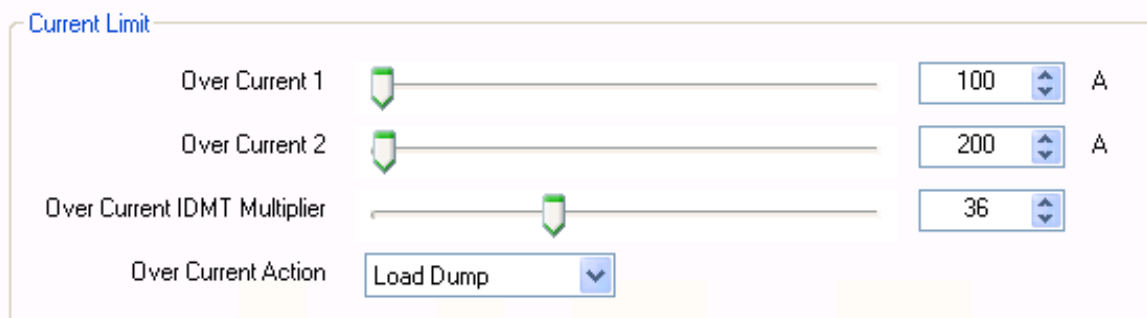 Current Limit
Over Current 1 100 A
Over Current 2 200 A
Over Current IDMT Multiplier 36
Over Current Action Load Dump